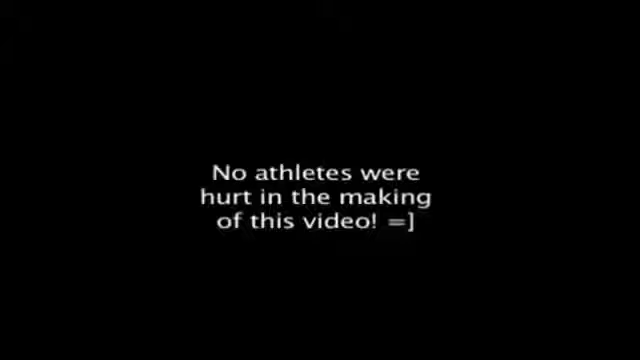 No athletes were
hurt in the making
of this video! =]